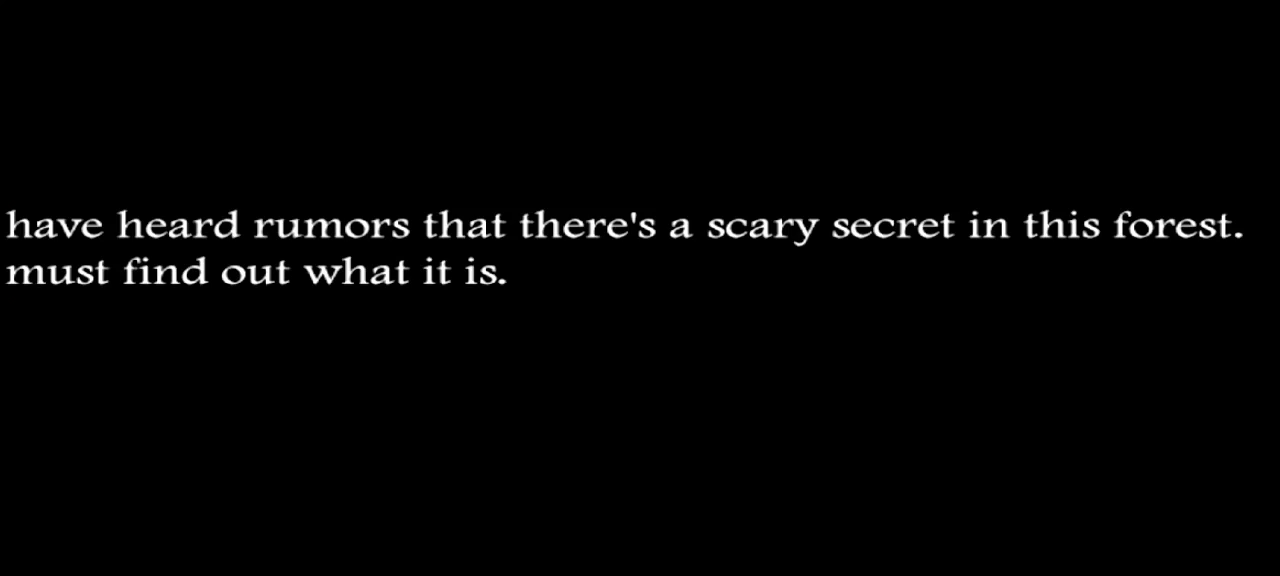 have heard rumors that there's a scary secret in this forest.
must find out what it is.